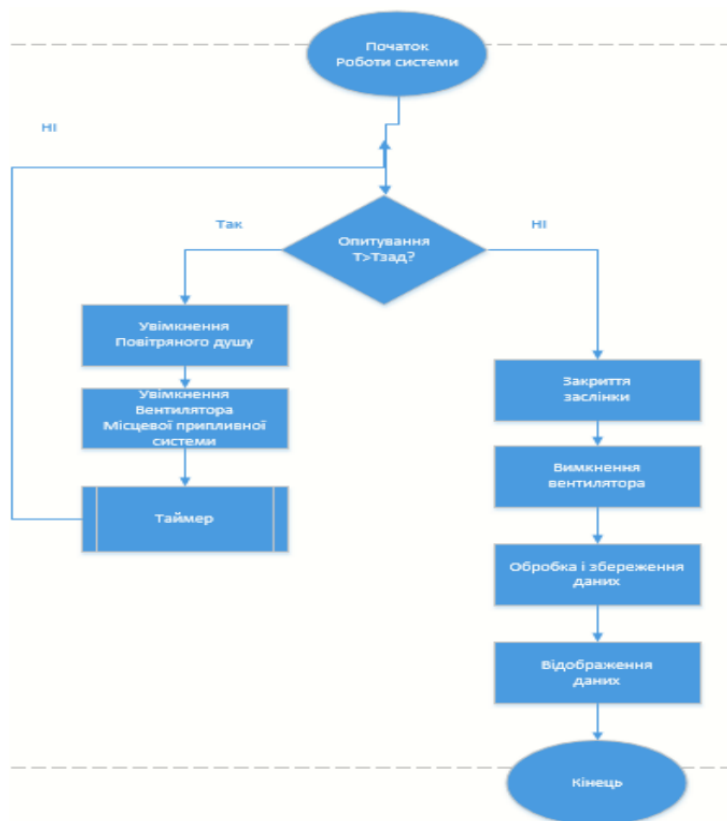 Початок
Роботи системи
НІ
Так
НІ
Опитування
Т>Тзад?
Увімкнення
Повітряного душу
Увімкнення
Вентилятора
Місцевої припливної
системи
Закриття
заслінки
Вимкнення
вентилятора
Таймер
Обробка і збереження
даних
Відображення
даних
Кінець